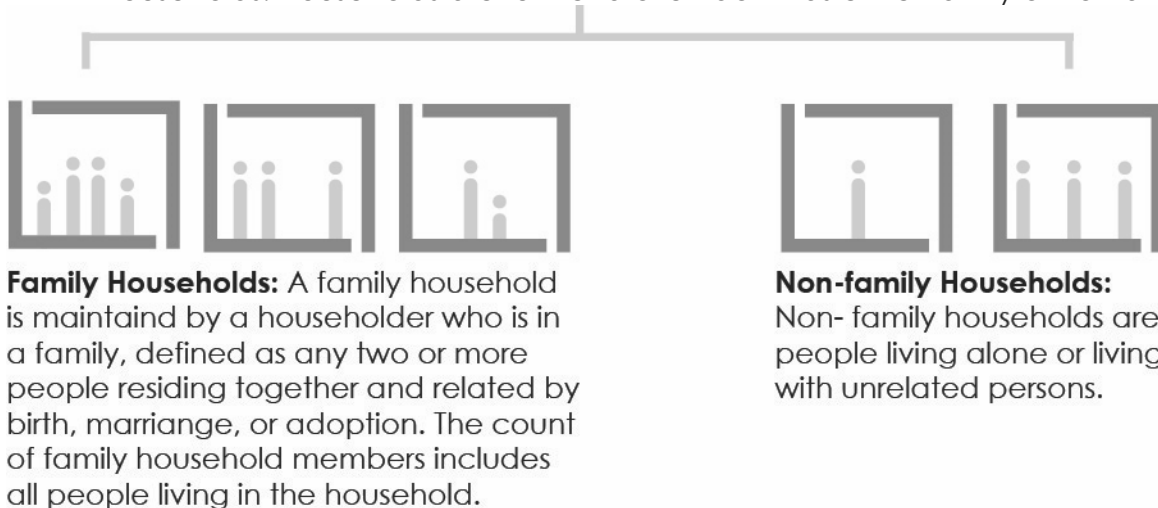 Family Households: A family household
is maintaind by a householder who is in
a family, defined as any two or more
people residing together and related by
birth, marriange, or adoption. The count
of family household members includes
all people living in the household.
Non-family Households:
Non- family households are
people living alone or living
with unrelated persons.